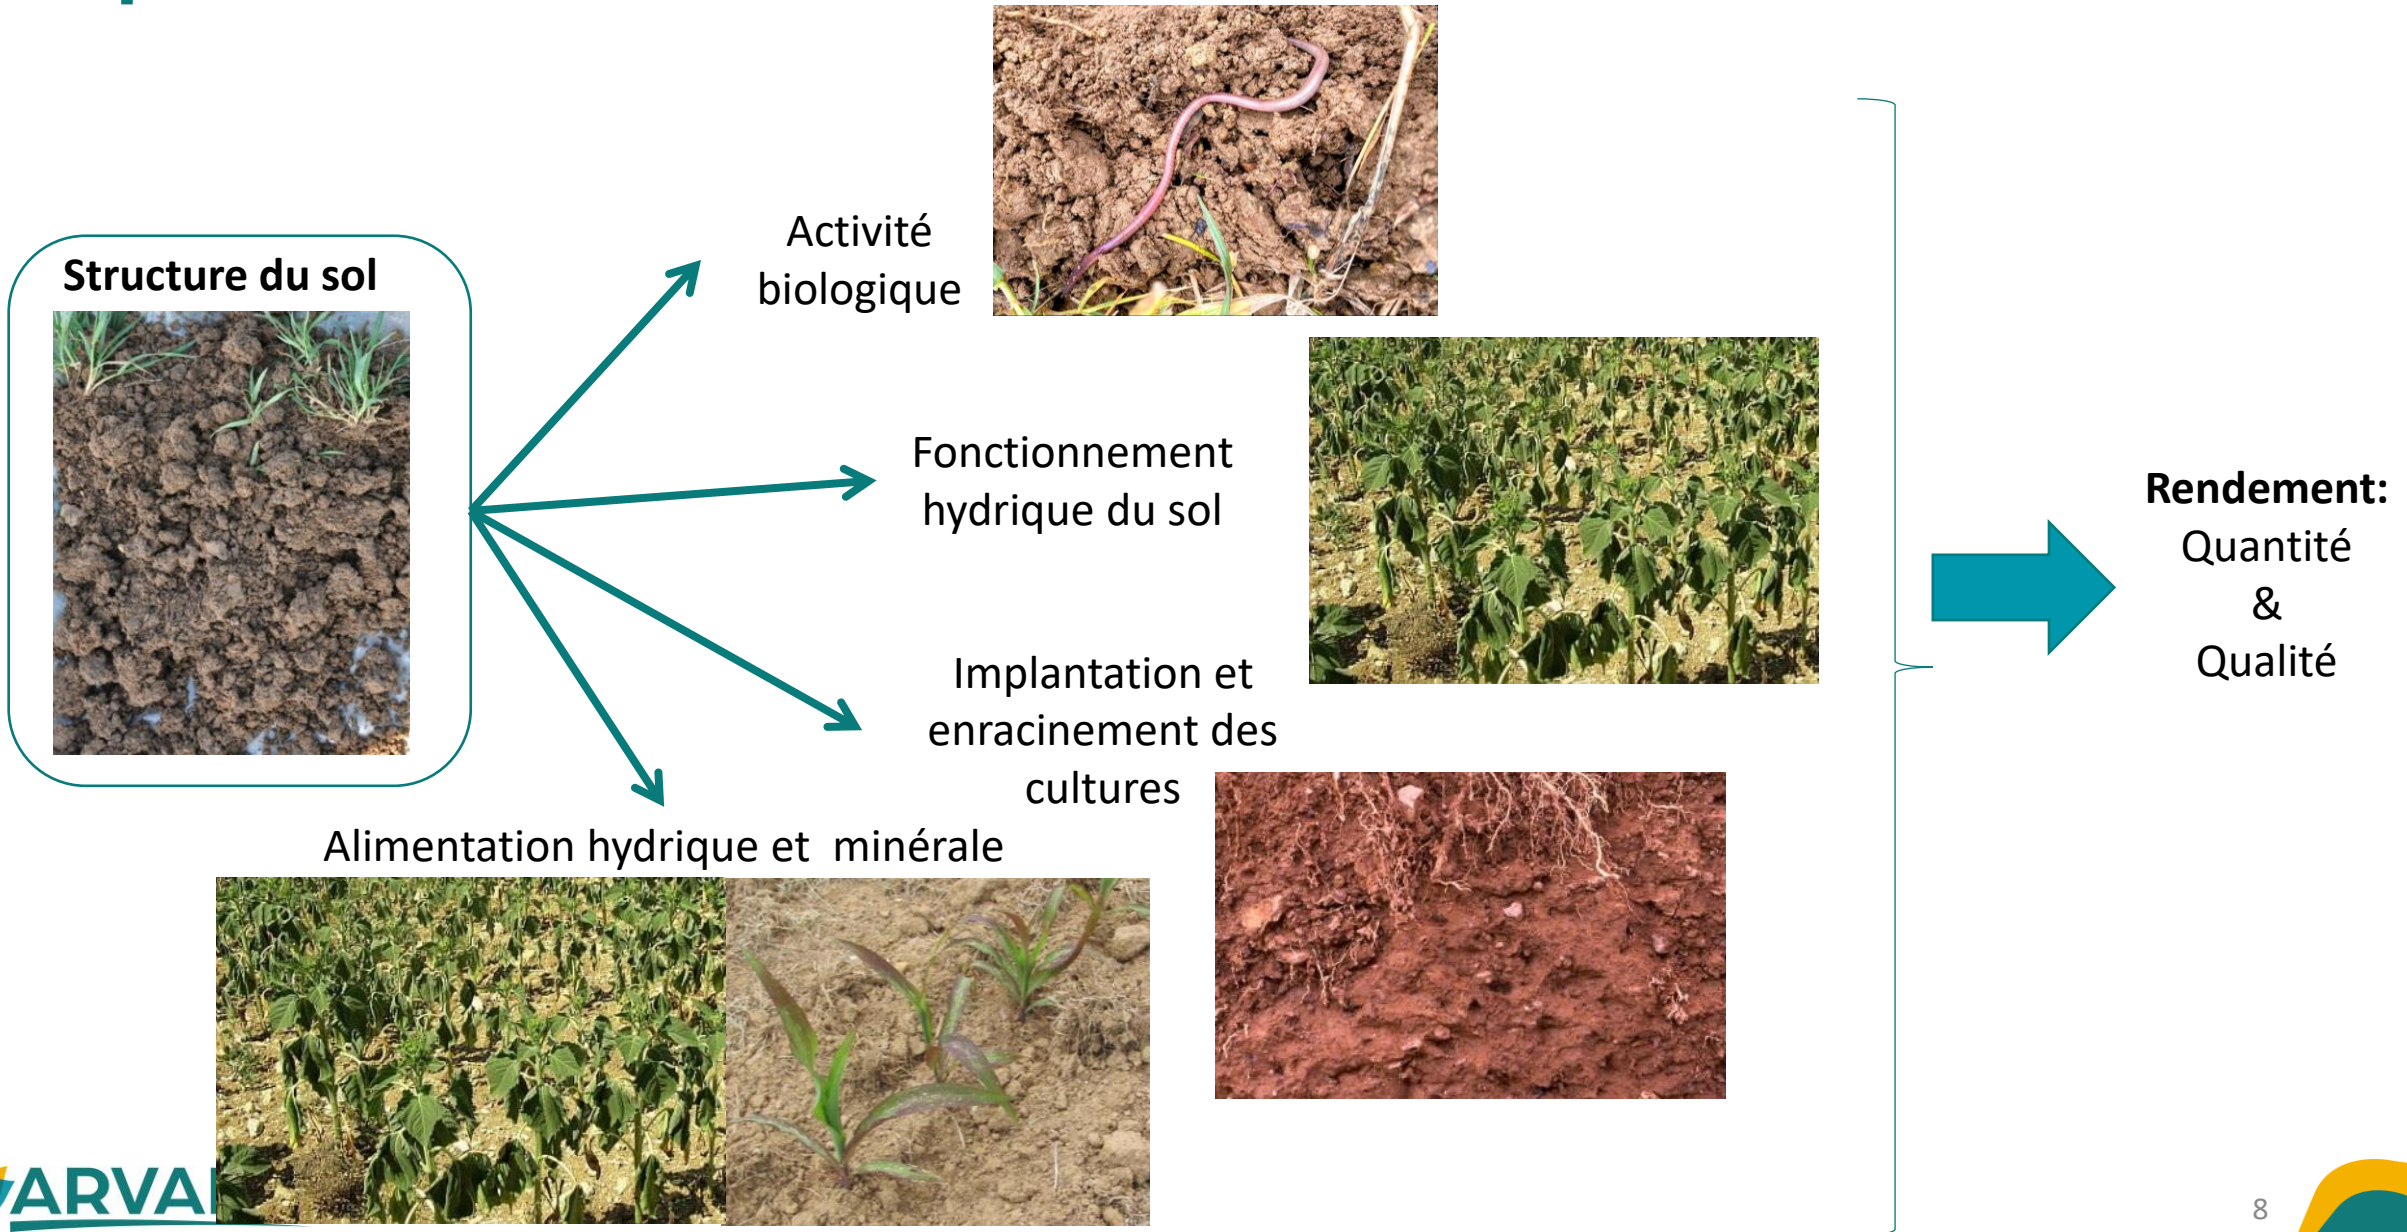 Structure du sol
Activité
biologique
Fonctionnement
hydrique du sol
Implantation et
enracinement des
cultures
Alimentation hydrique et  minérale
Rendement:
Quantité
&
Qualité
ARVA
8